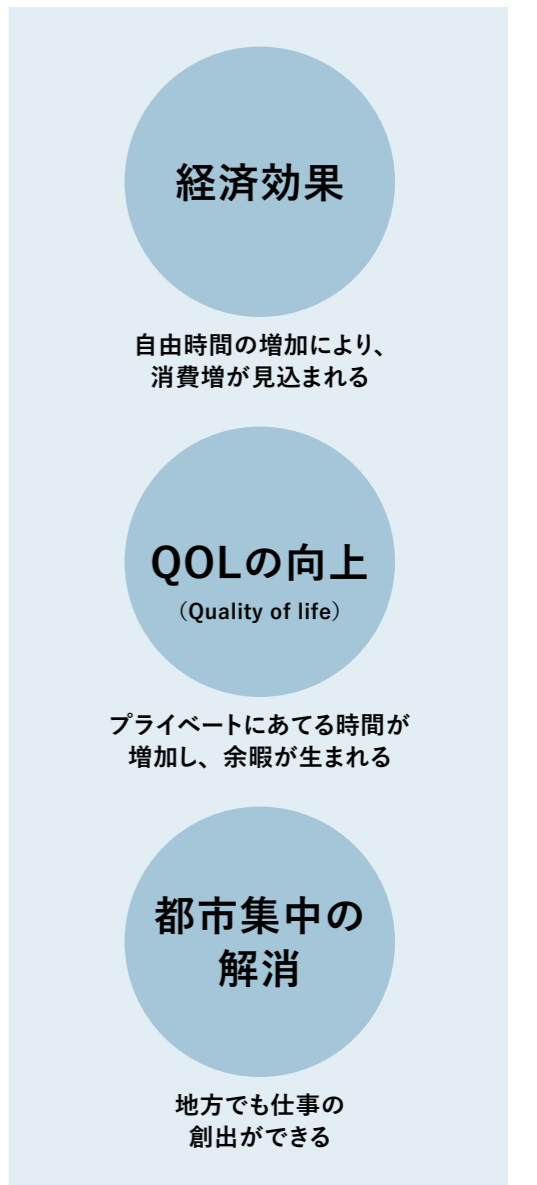 経済効果
自由時間の増加により、
消費増が見込まれる
QOLの向上
（Quality of life）
プライベートにあてる時間が
増加し、余暇が生まれる
都市集中の
解消
地方でも仕事の
創出ができる